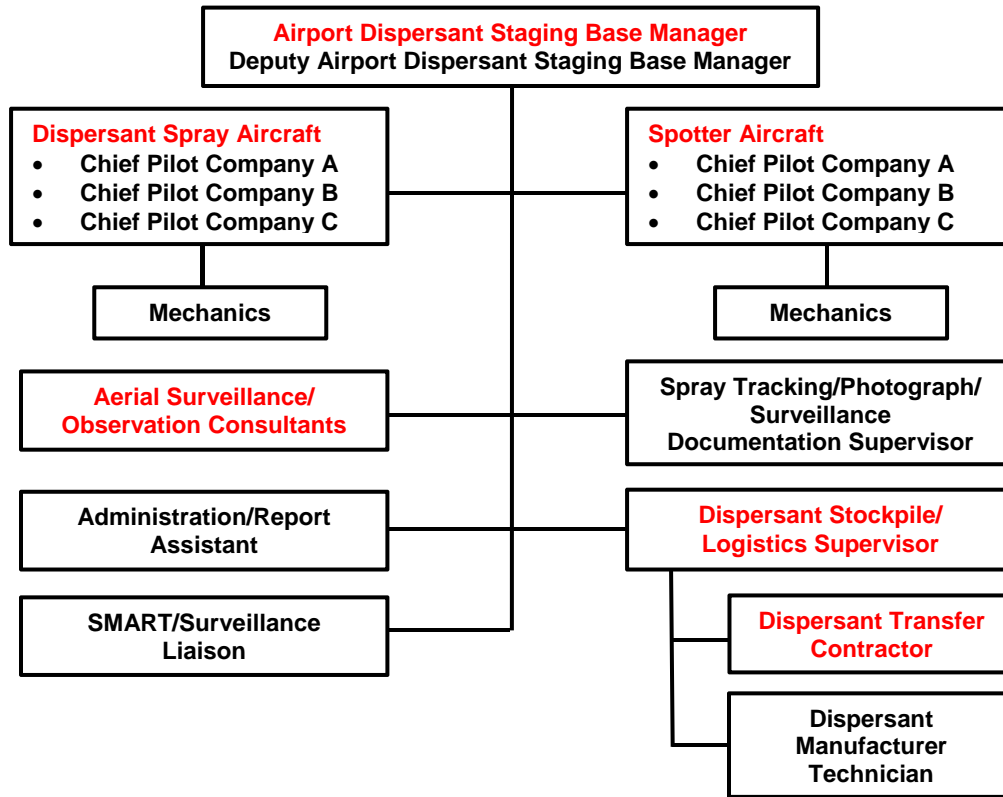 Airport Dispersant Staging Base Manager
Deputy Airport Dispersant Staging Base Manager
Dispersant Spray Aircraft
• Chief Pilot Company A
• Chief Pilot Company B
• Chief Pilot Company C
Spotter Aircraft
• Chief Pilot Company A
• Chief Pilot Company B
• Chief Pilot Company C
Mechanics
Mechanics
Aerial Surveillance/
Observation Consultants
Spray Tracking/Photograph/
Surveillance
Documentation Supervisor
Administration/Report
Assistant
Dispersant Stockpile/
Logistics Supervisor
SMART/Surveillance
Liaison
Dispersant Transfer
Contractor
Dispersant
Manufacturer
Technician